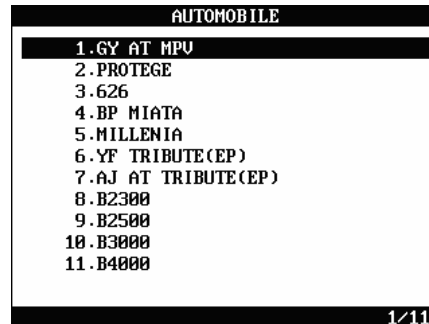 AUTOMOBILE
1.GY AT MPV
2.PROTEGE
3.626
4.BP MIATA
5.MILLENIA
6.YF TRIBUTE(EP)
7.AJ AT TRIBUTE(EP)
8.B2300
9.B2500
10.B3000
11.B4000
1/11